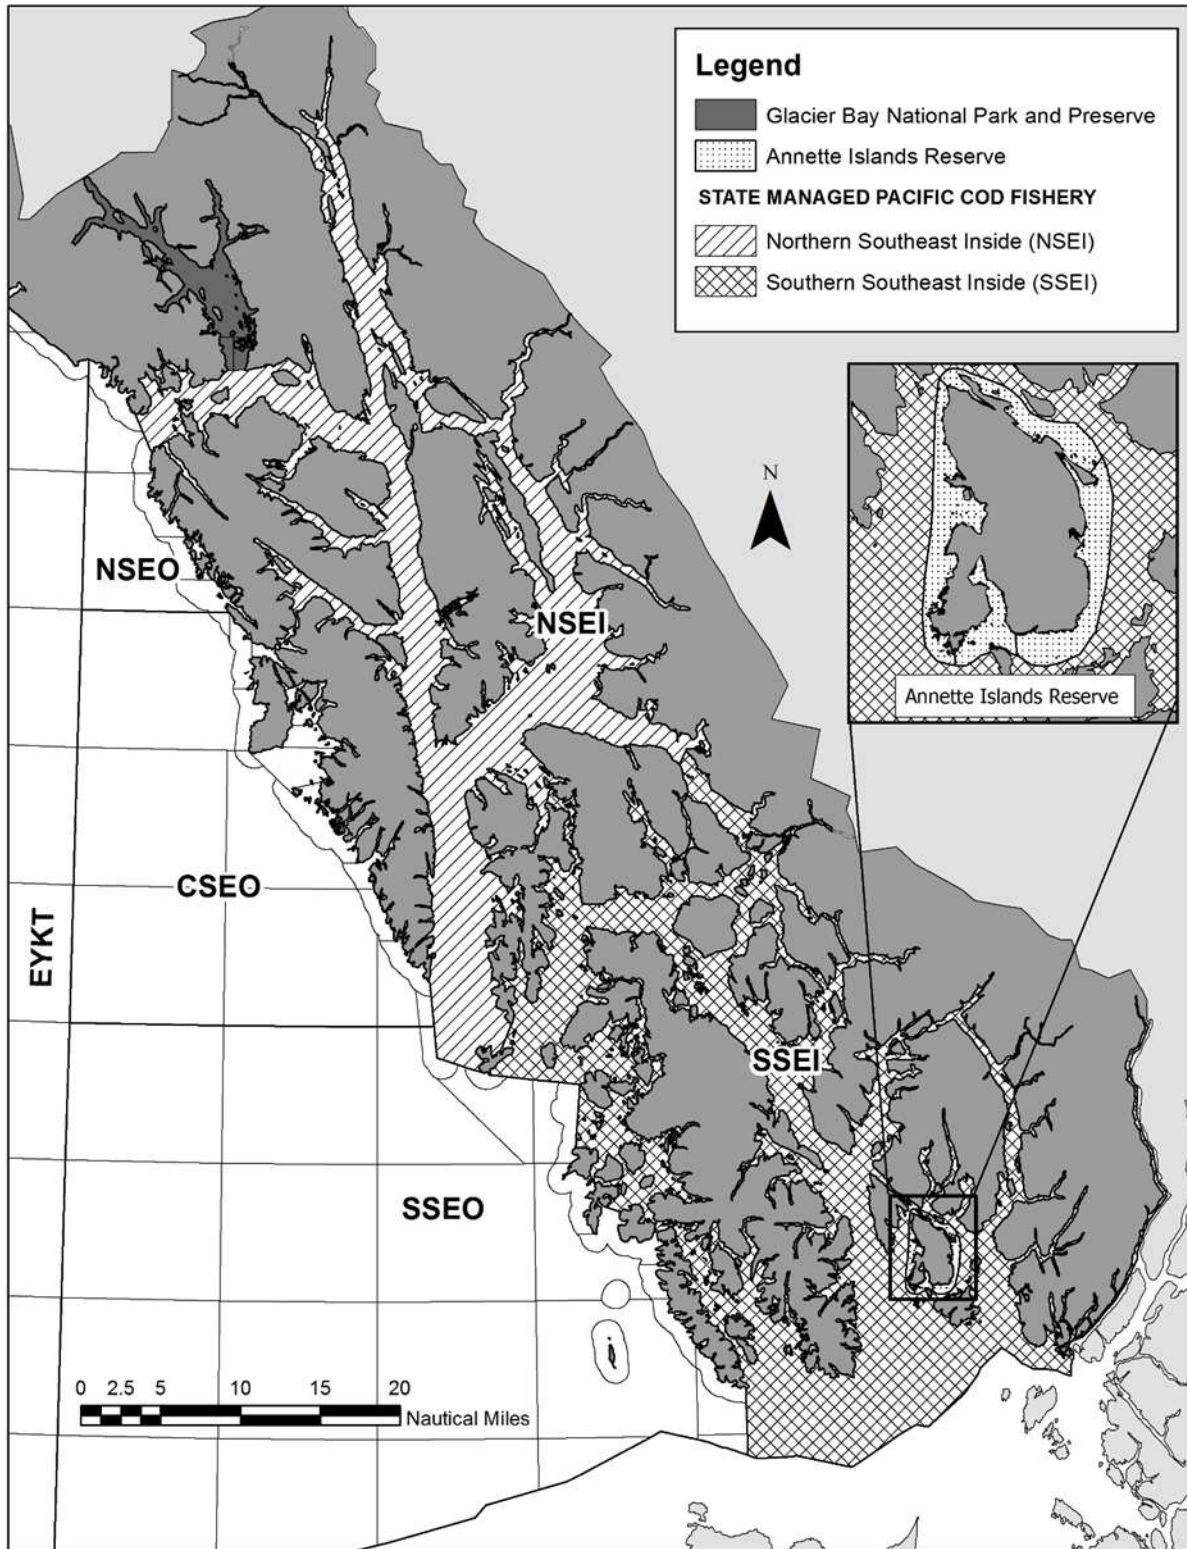 Legend
Glacier Bay National Park and Preserve
Annette Islands Reserve
STATE MANAGED PACIFIC COD FISHERY
Northern Southeast Inside (NSEI)
Southern Southeast Inside (SSEI)
N
NSEO
NSEI
Annette Islands Reserve
CSEO
EYKT
SSEI
SSEO
0 2.5 5 10 15 20
Nautical Miles